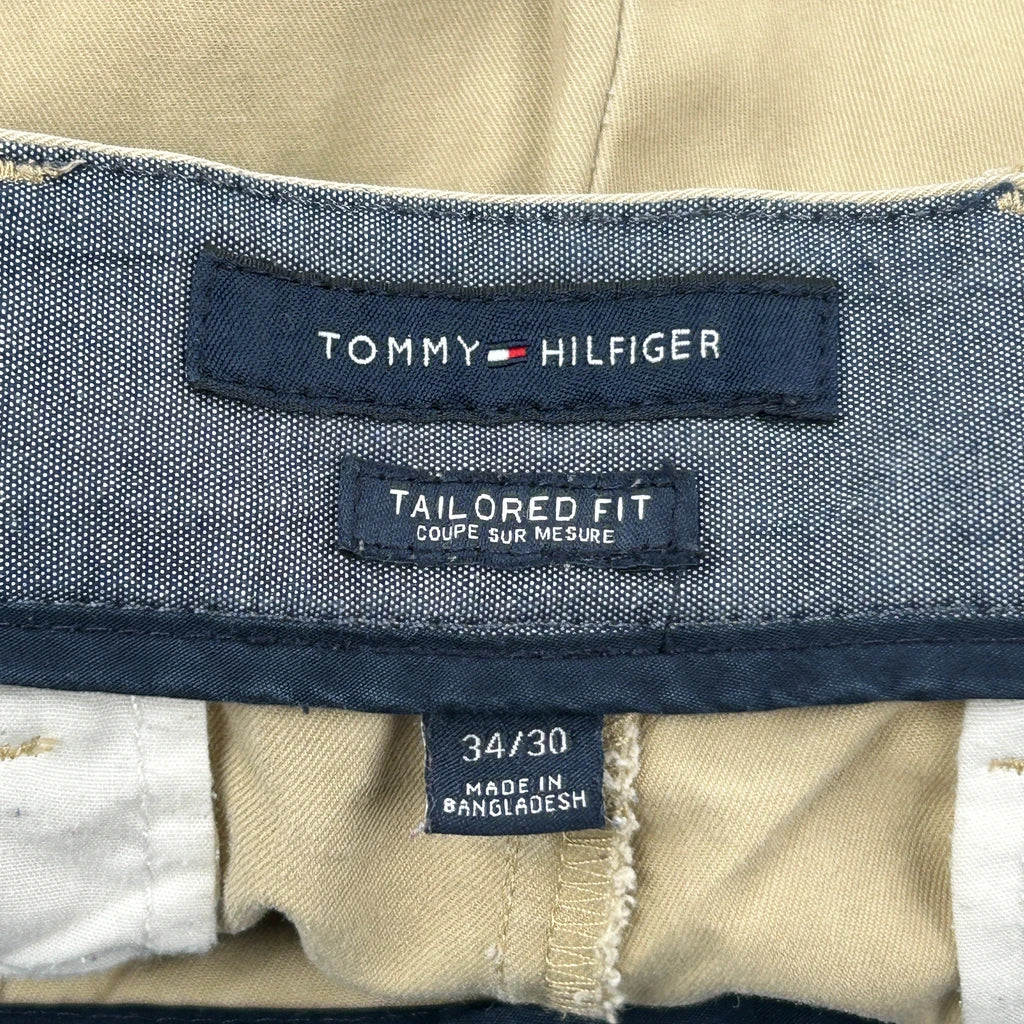 TOMMY HILFIGER
TAILORED FIT
COUPE SUR MESURE
34/30
MADE IN
BANGLADESH